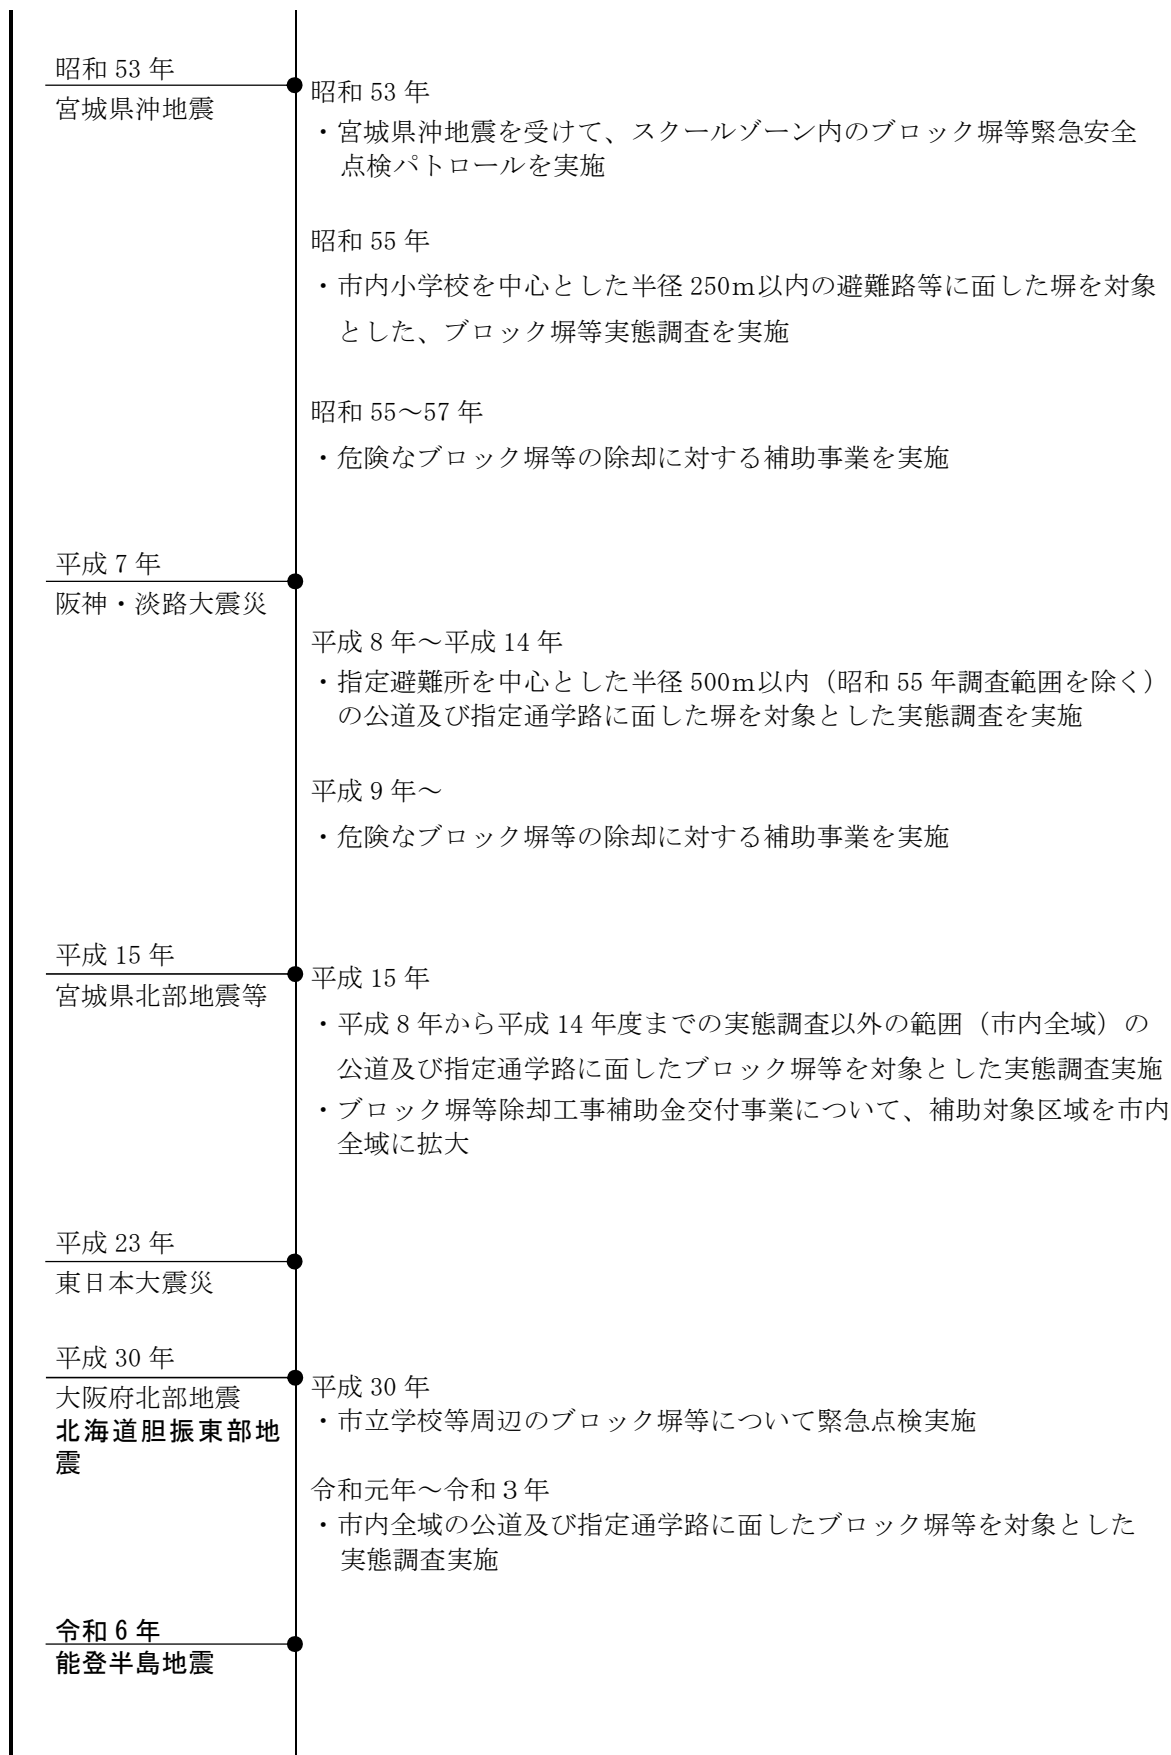 昭和 53 年
宮城県沖地震
昭和 53 年
・宮城県沖地震を受けて、スクールゾーン内のブロック塀等緊急安全
点検パトロールを実施
昭和 55 年
・市内小学校を中心とした半径 250m以内の避難路等に面した塀を対象
とした、ブロック塀等実態調査を実施
昭和 55～57 年
・危険なブロック塀等の除却に対する補助事業を実施
平成 7 年
阪神・淡路大震災
平成 8 年～平成 14 年
・指定避難所を中心とした半径 500m以内（昭和 55 年調査範囲を除く）
の公道及び指定通学路に面した塀を対象とした実態調査を実施
平成 9 年～
・危険なブロック塀等の除却に対する補助事業を実施
平成 15 年
宮城県北部地震等
平成 15 年
・平成 8 年から平成 14 年度までの実態調査以外の範囲（市内全域）の
公道及び指定通学路に面したブロック塀等を対象とした実態調査実施
・ブロック塀等除却工事補助金交付事業について、補助対象区域を市内
全域に拡大
平成 23 年
東日本大震災
平成 30 年
大阪府北部地震
北海道胆振東部地
震
平成 30 年
・市立学校等周辺のブロック塀等について緊急点検実施
令和元年～令和３年
・市内全域の公道及び指定通学路に面したブロック塀等を対象とした
実態調査実施
令和 6 年
能登半島地震